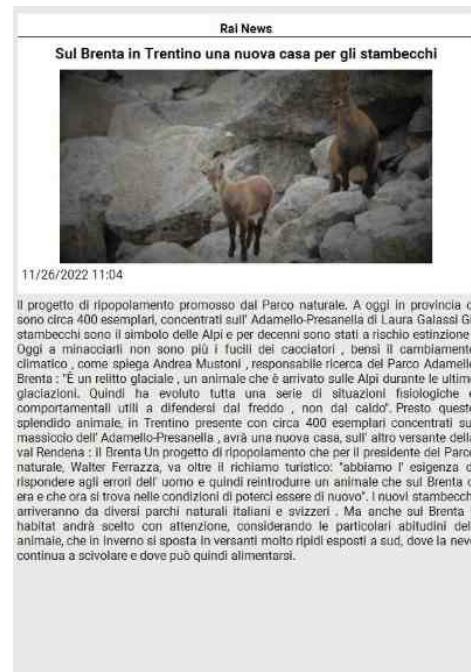 Rai News
Sul Brenta in Trentino una nuova casa per gli stambecchi
11/26/2022 11:04
Il progetto di ripopolamento promosso dal Parco naturale. A oggi in provincia c
sono circa 400 esemplari, concentrati sull' Adamello-Presanella di Laura Galassi Gl
stambecchi sono il simbolo delle Alpi e per decenni sono stati a rischio estinzione
Oggi a minacciarli non sono più i fucili dei cacciatori , bensì il cambiamento
climatico , come spiega Andrea Mustoni , responsabile ricerca del Parco Adamello
Brenta : "È un relitto glaciale , un animale che è arrivato sulle Alpi durante le ultime
glaciazioni. Quindi ha evoluto tutta una serie di situazioni fisiologiche e
comportamentali utili a difendersi dal freddo , non dal caldo". Presto questo
splendido animale, in Trentino presente con circa 400 esemplari concentrati su
massiccio dell' Adamello-Presanella , avrà una nuova casa, sull' altro versante della
val Rendena : il Brenta Un progetto di ripopolamento che per il presidente del Parco
naturale, Walter Ferrazza, va oltre il richiamo turistico: "abbiamo l' esigenza d
rispondere agli errori dell' uomo e quindi reintrodurre un animale che sul Brenta c
era e che ora si trova nelle condizioni di poterci essere di nuovo". I nuovi stambecch
arriveranno da diversi parchi naturali italiani e svizzeri . Ma anche sul Brenta
habitat andrà scelto con attenzione, considerando le particolari abitudini dell
animale, che in inverno si sposta in versanti molto ripidi esposti a sud, dove la neve
continua a scivolare e dove può quindi alimentarsi.